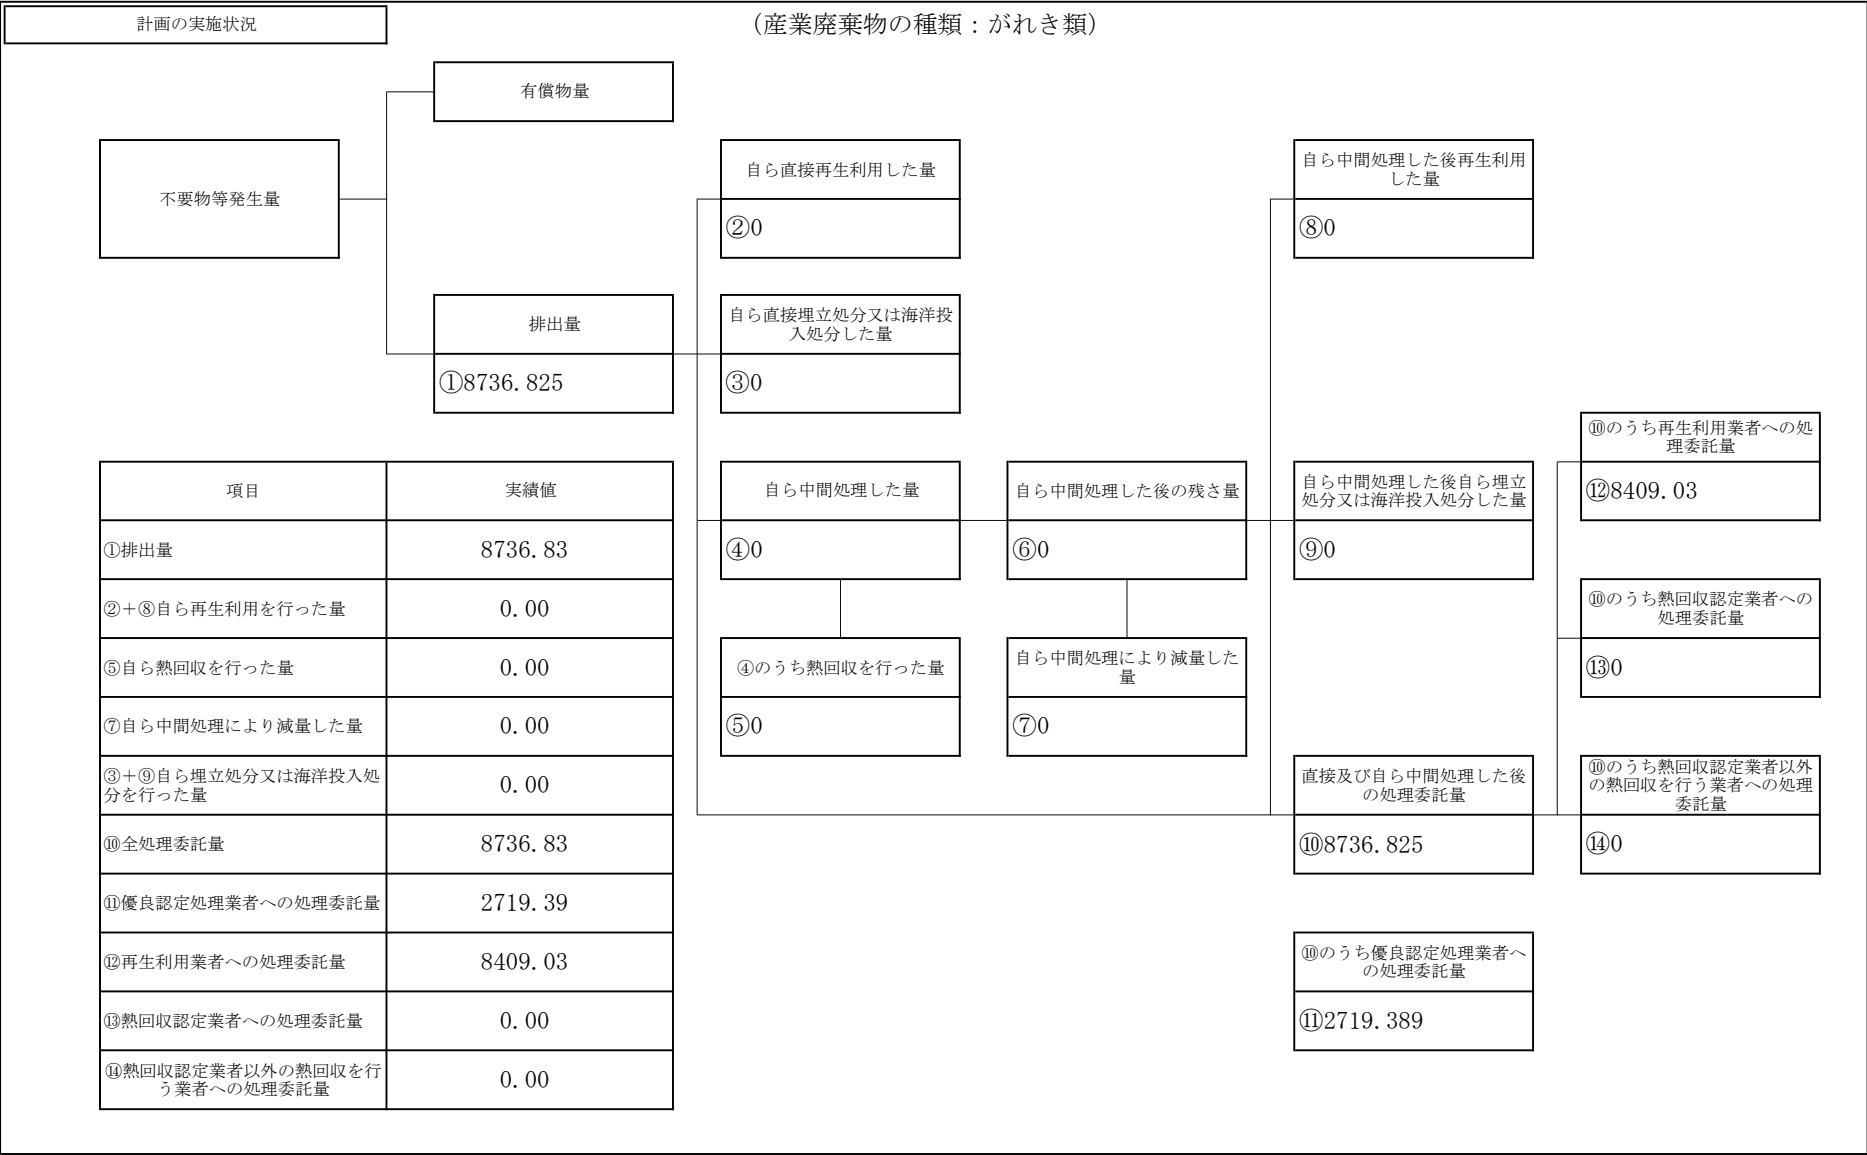 計画の実施状況
（産業廃棄物の種類：がれき類）
有償物量
不要物等発生量
自ら直接再生利用した量
②0
自ら中間処理した後再生利用
した量
⑧0
排出量
①8736.825
自ら直接埋立処分又は海洋投
入処分した量
③0
⑩のうち再生利用業者への処
理委託量
⑫8409.03
項目 実績値
①排出量 8736.83
②＋⑧自ら再生利用を行った量 0.00
⑤自ら熱回収を行った量 0.00
⑦自ら中間処理により減量した量 0.00
③＋⑨自ら埋立処分又は海洋投入処
分を行った量 0.00
⑩全処理委託量 8736.83
⑪優良認定処理業者への処理委託量 2719.39
⑫再生利用業者への処理委託量 8409.03
⑬熱回収認定業者への処理委託量 0.00
⑭熱回収認定業者以外の熱回収を行
う業者への処理委託量 0.00
自ら中間処理した量
④0
自ら中間処理した後の残さ量
⑥0
自ら中間処理した後自ら埋立
処分又は海洋投入処分した量
⑨0
⑩のうち熱回収認定業者への
処理委託量
⑬0
④のうち熱回収を行った量
⑤0
自ら中間処理により減量した
量
⑦0
直接及び自ら中間処理した後
の処理委託量
⑩8736.825
⑩のうち熱回収認定業者以外
の熱回収を行う業者への処理
委託量
⑭0
⑩のうち優良認定処理業者へ
の処理委託量
⑪2719.389